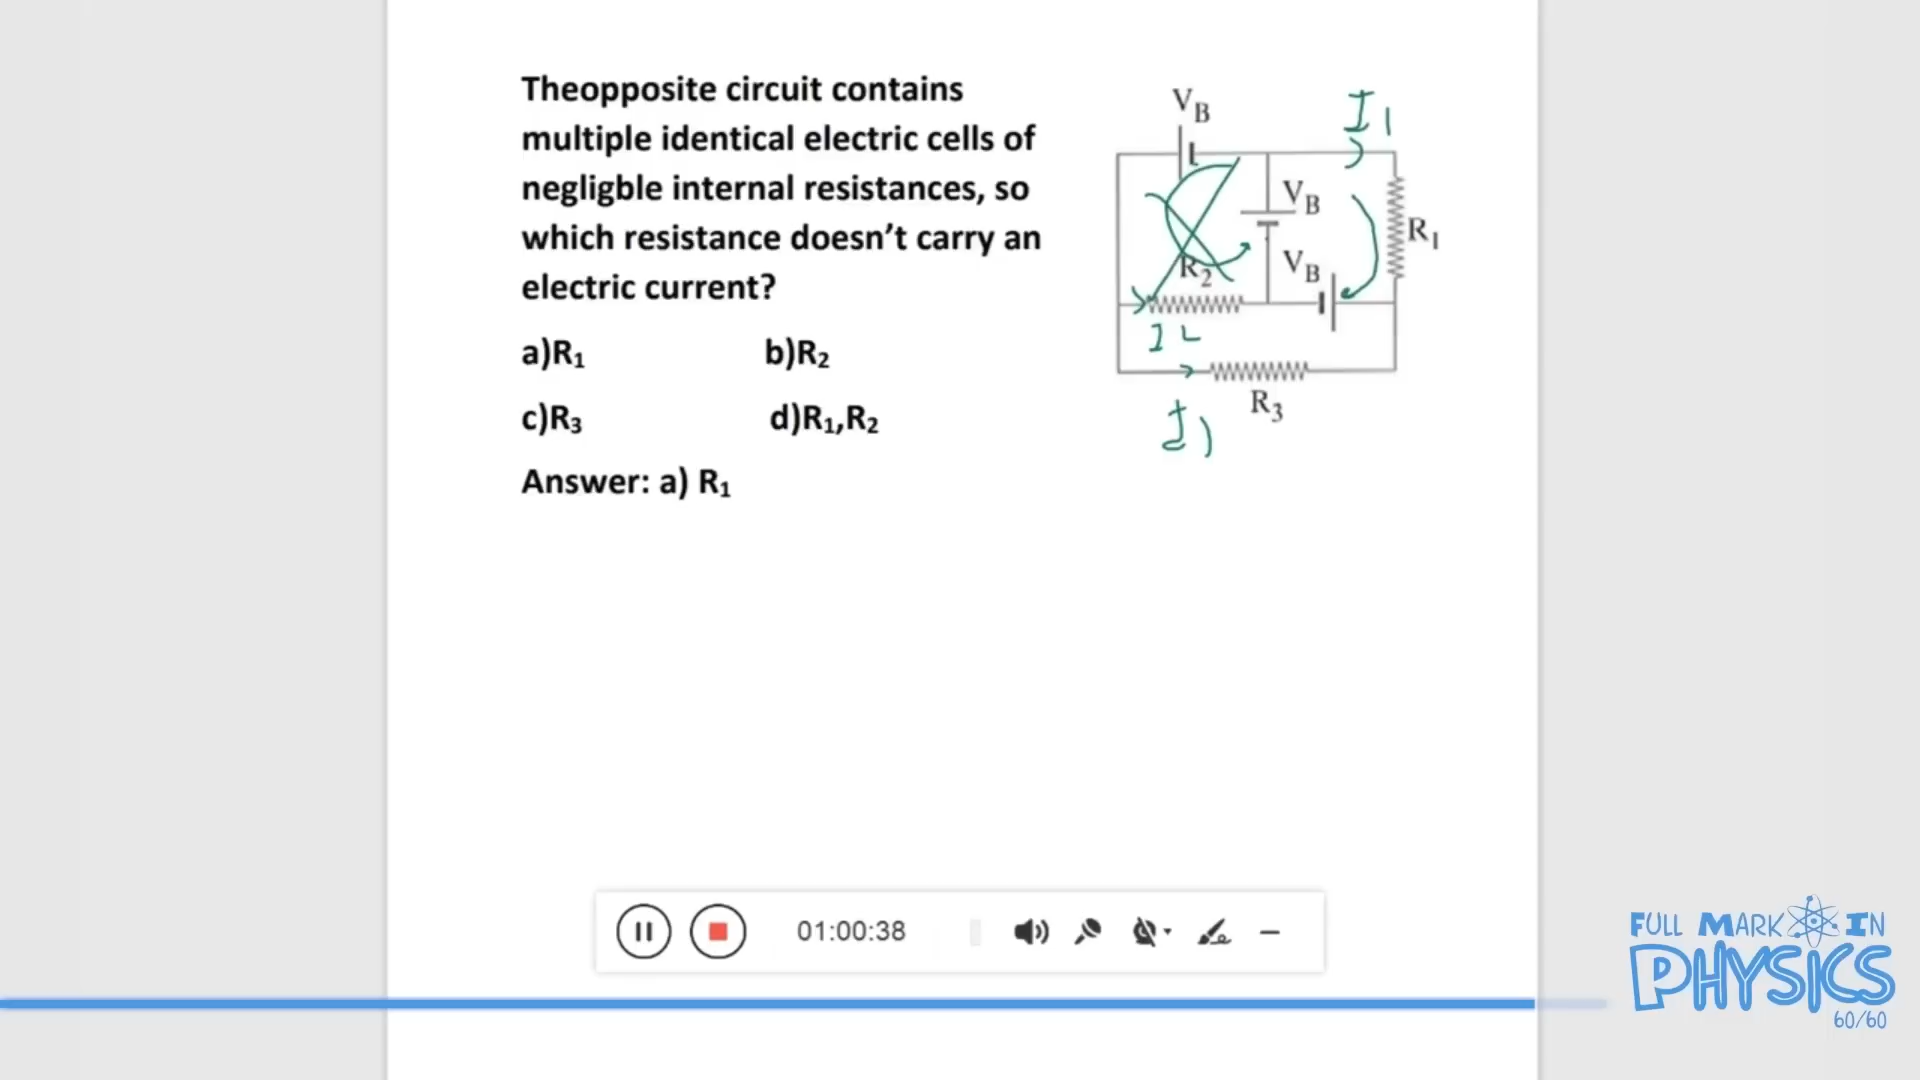 Theopposite circuit contains
multiple identical electric cells of
negligble internal resistances, so
which resistance doesn’t carry an
electric current?
a)R₁ b)R₂
c)R₃ d)R₁,R₂
Answer: a) R₁
V_B
I₁
V_B
R₁
V_B
R₂
I₂
R₃
I₁
01:00:38
FULL MARK IN
PHYSICS
60/60